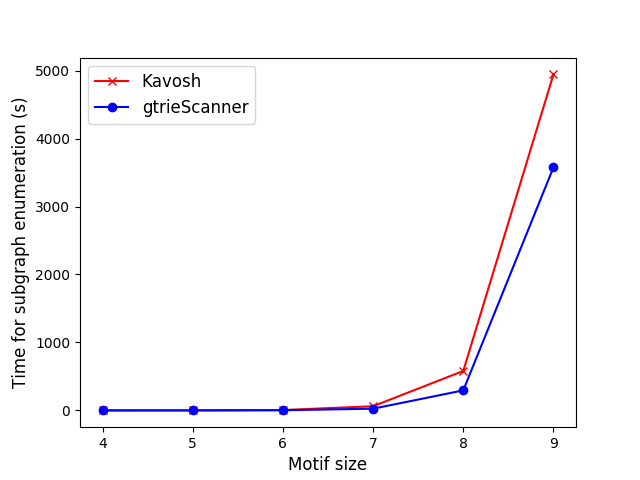 Kavosh
gtrieScanner
Time for subgraph enumeration (s)
5000
4000
3000
2000
1000
0
4 5 6 7 8 9
Motif size